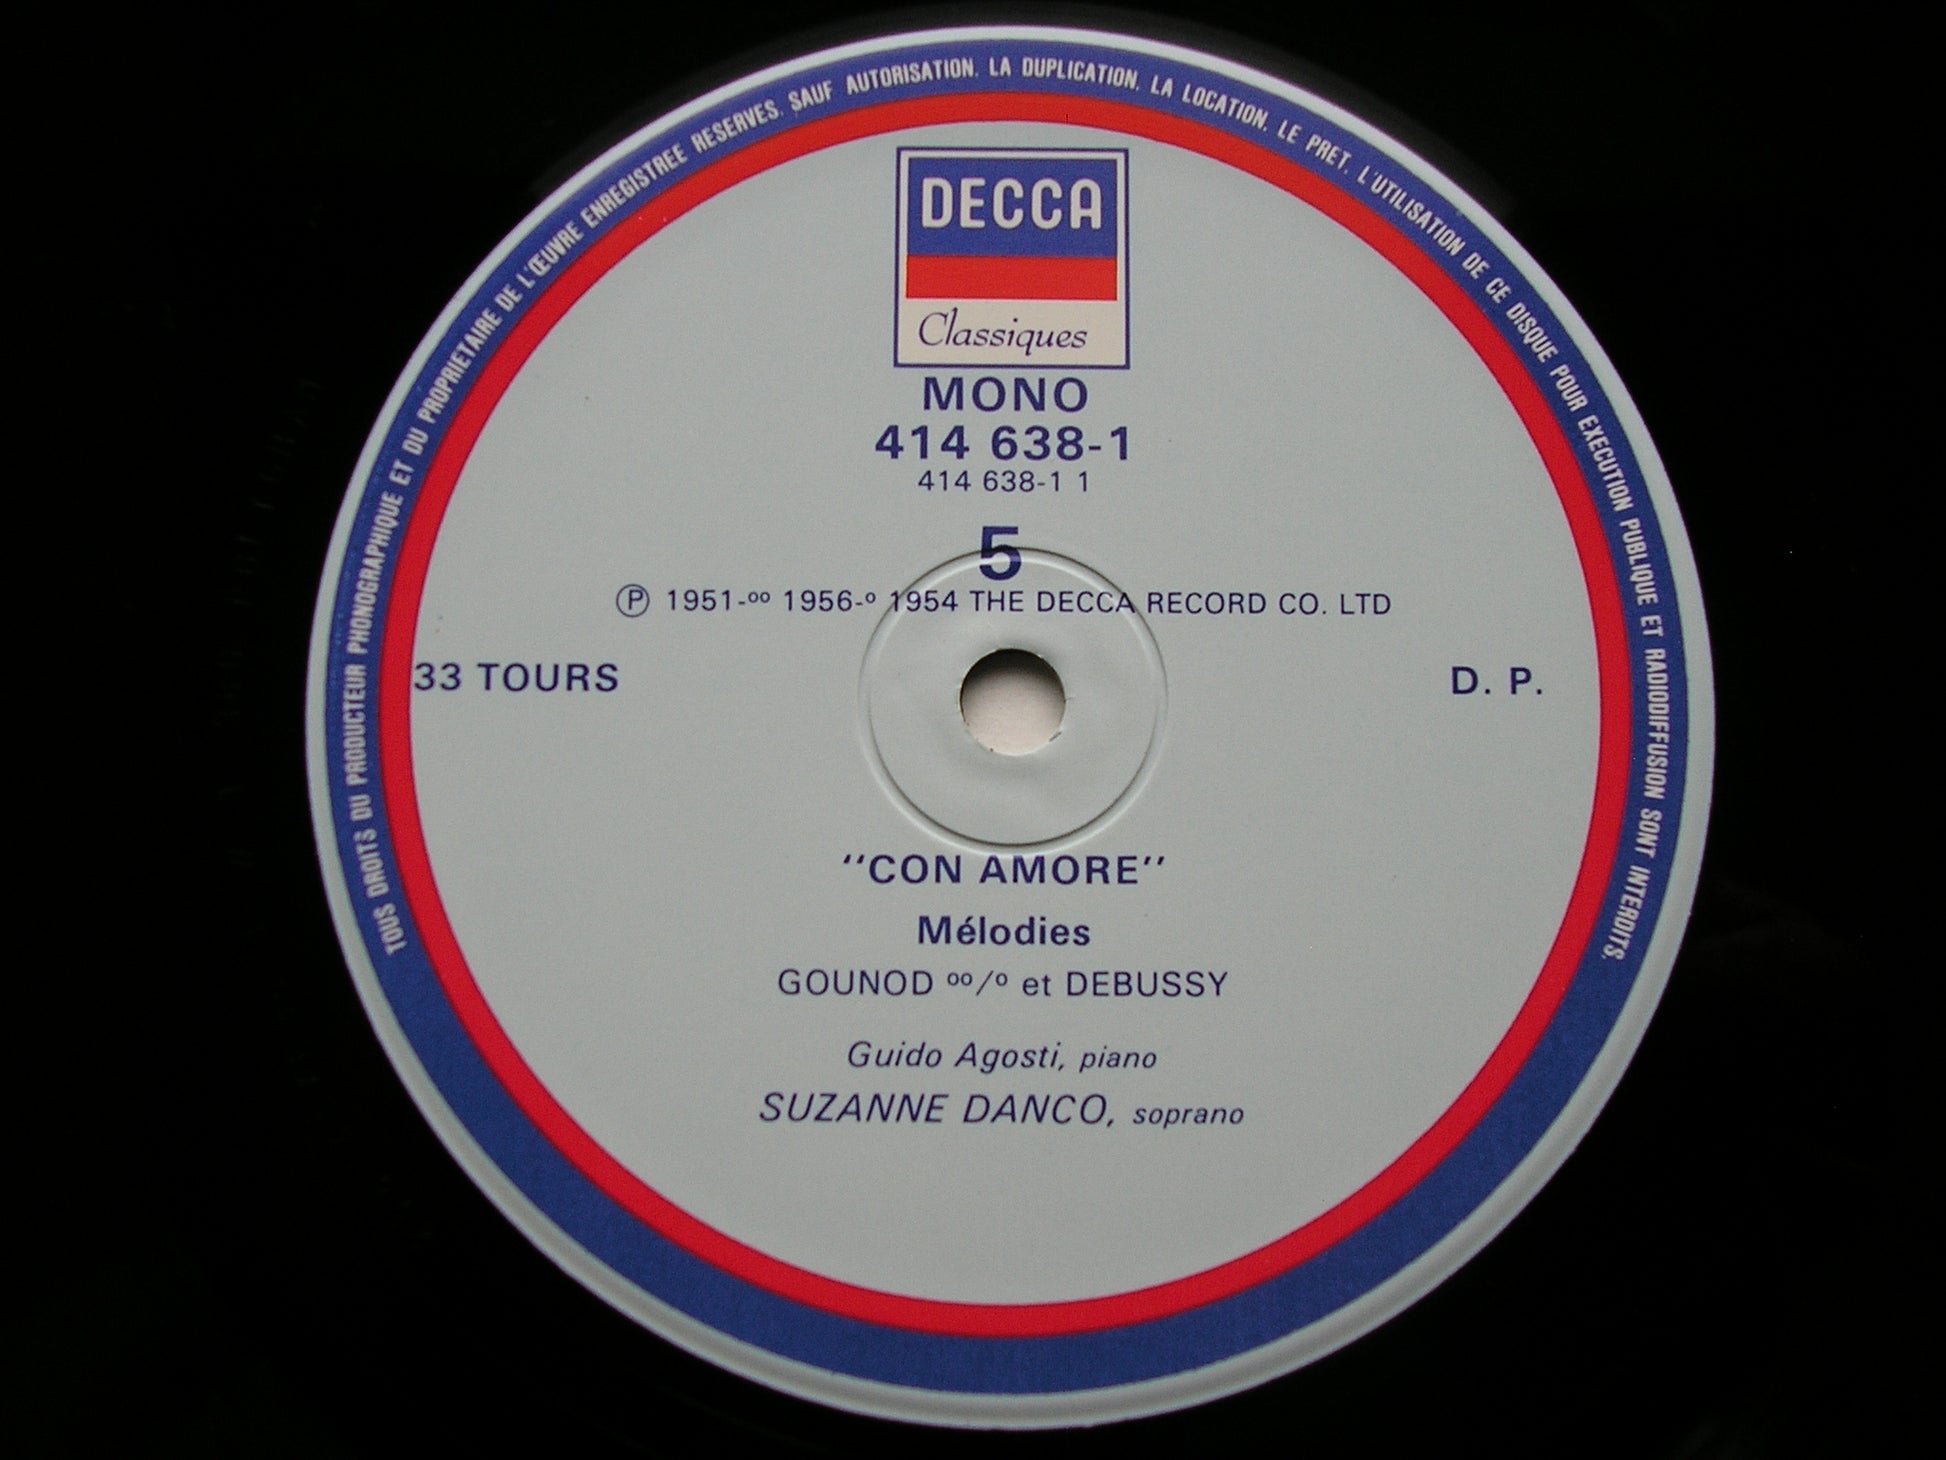 TOUS DROITS DU PRODUCTEUR PHONOGRAPHIQUE ET DU PROPRIETAIRE DE L'ŒUVRE ENREGISTREE RESERVES. SAUF AUTORISATION. LA DUPLICATION. LA LOCATION. LE PRET. L'UTILISATION DE CE DISQUE POUR EXECUTION PUBLIQUE ET RADIODIFFUSION SONT INTERDITS.
DECCA
Classiques
MONO
414 638-1
414 638-1 1
5
Ⓟ 1951-ºº 1956-º 1954 THE DECCA RECORD CO. LTD
33 TOURS D. P.
"CON AMORE"
Mélodies
GOUNOD ºº/º et DEBUSSY
Guido Agosti, piano
SUZANNE DANCO, soprano